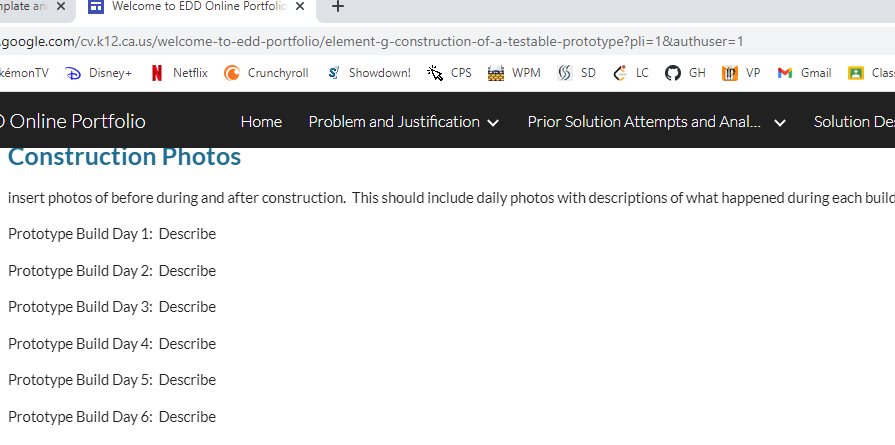 nplate an
Welcome to EDD Online Portfolio
.google.com/cv.k12.ca.us/welcome-to-edd-portfolio/element-g-construction-of-a-testable-prototype?pli=1&authuser=1
kémonTV Disney+ Netflix Crunchyroll Showdown! CPS WPM SD LC GH VP Gmail Class
D Online Portfolio Home Problem and Justification Prior Solution Attempts and Anal... Solution Des
Construction Photos
insert photos of before during and after construction. This should include daily photos with descriptions of what happened during each build
Prototype Build Day 1: Describe
Prototype Build Day 2: Describe
Prototype Build Day 3: Describe
Prototype Build Day 4: Describe
Prototype Build Day 5: Describe
Prototype Build Day 6: Describe